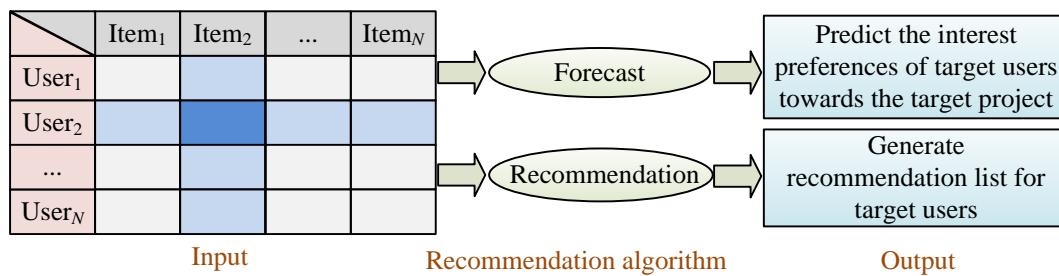 Item1 Item2 ... ItemN
User1
User2
...
UserN
Input
Forecast
Recommendation
Recommendation algorithm
Predict the interest
preferences of target users
towards the target project
Generate
recommendation list for
target users
Output